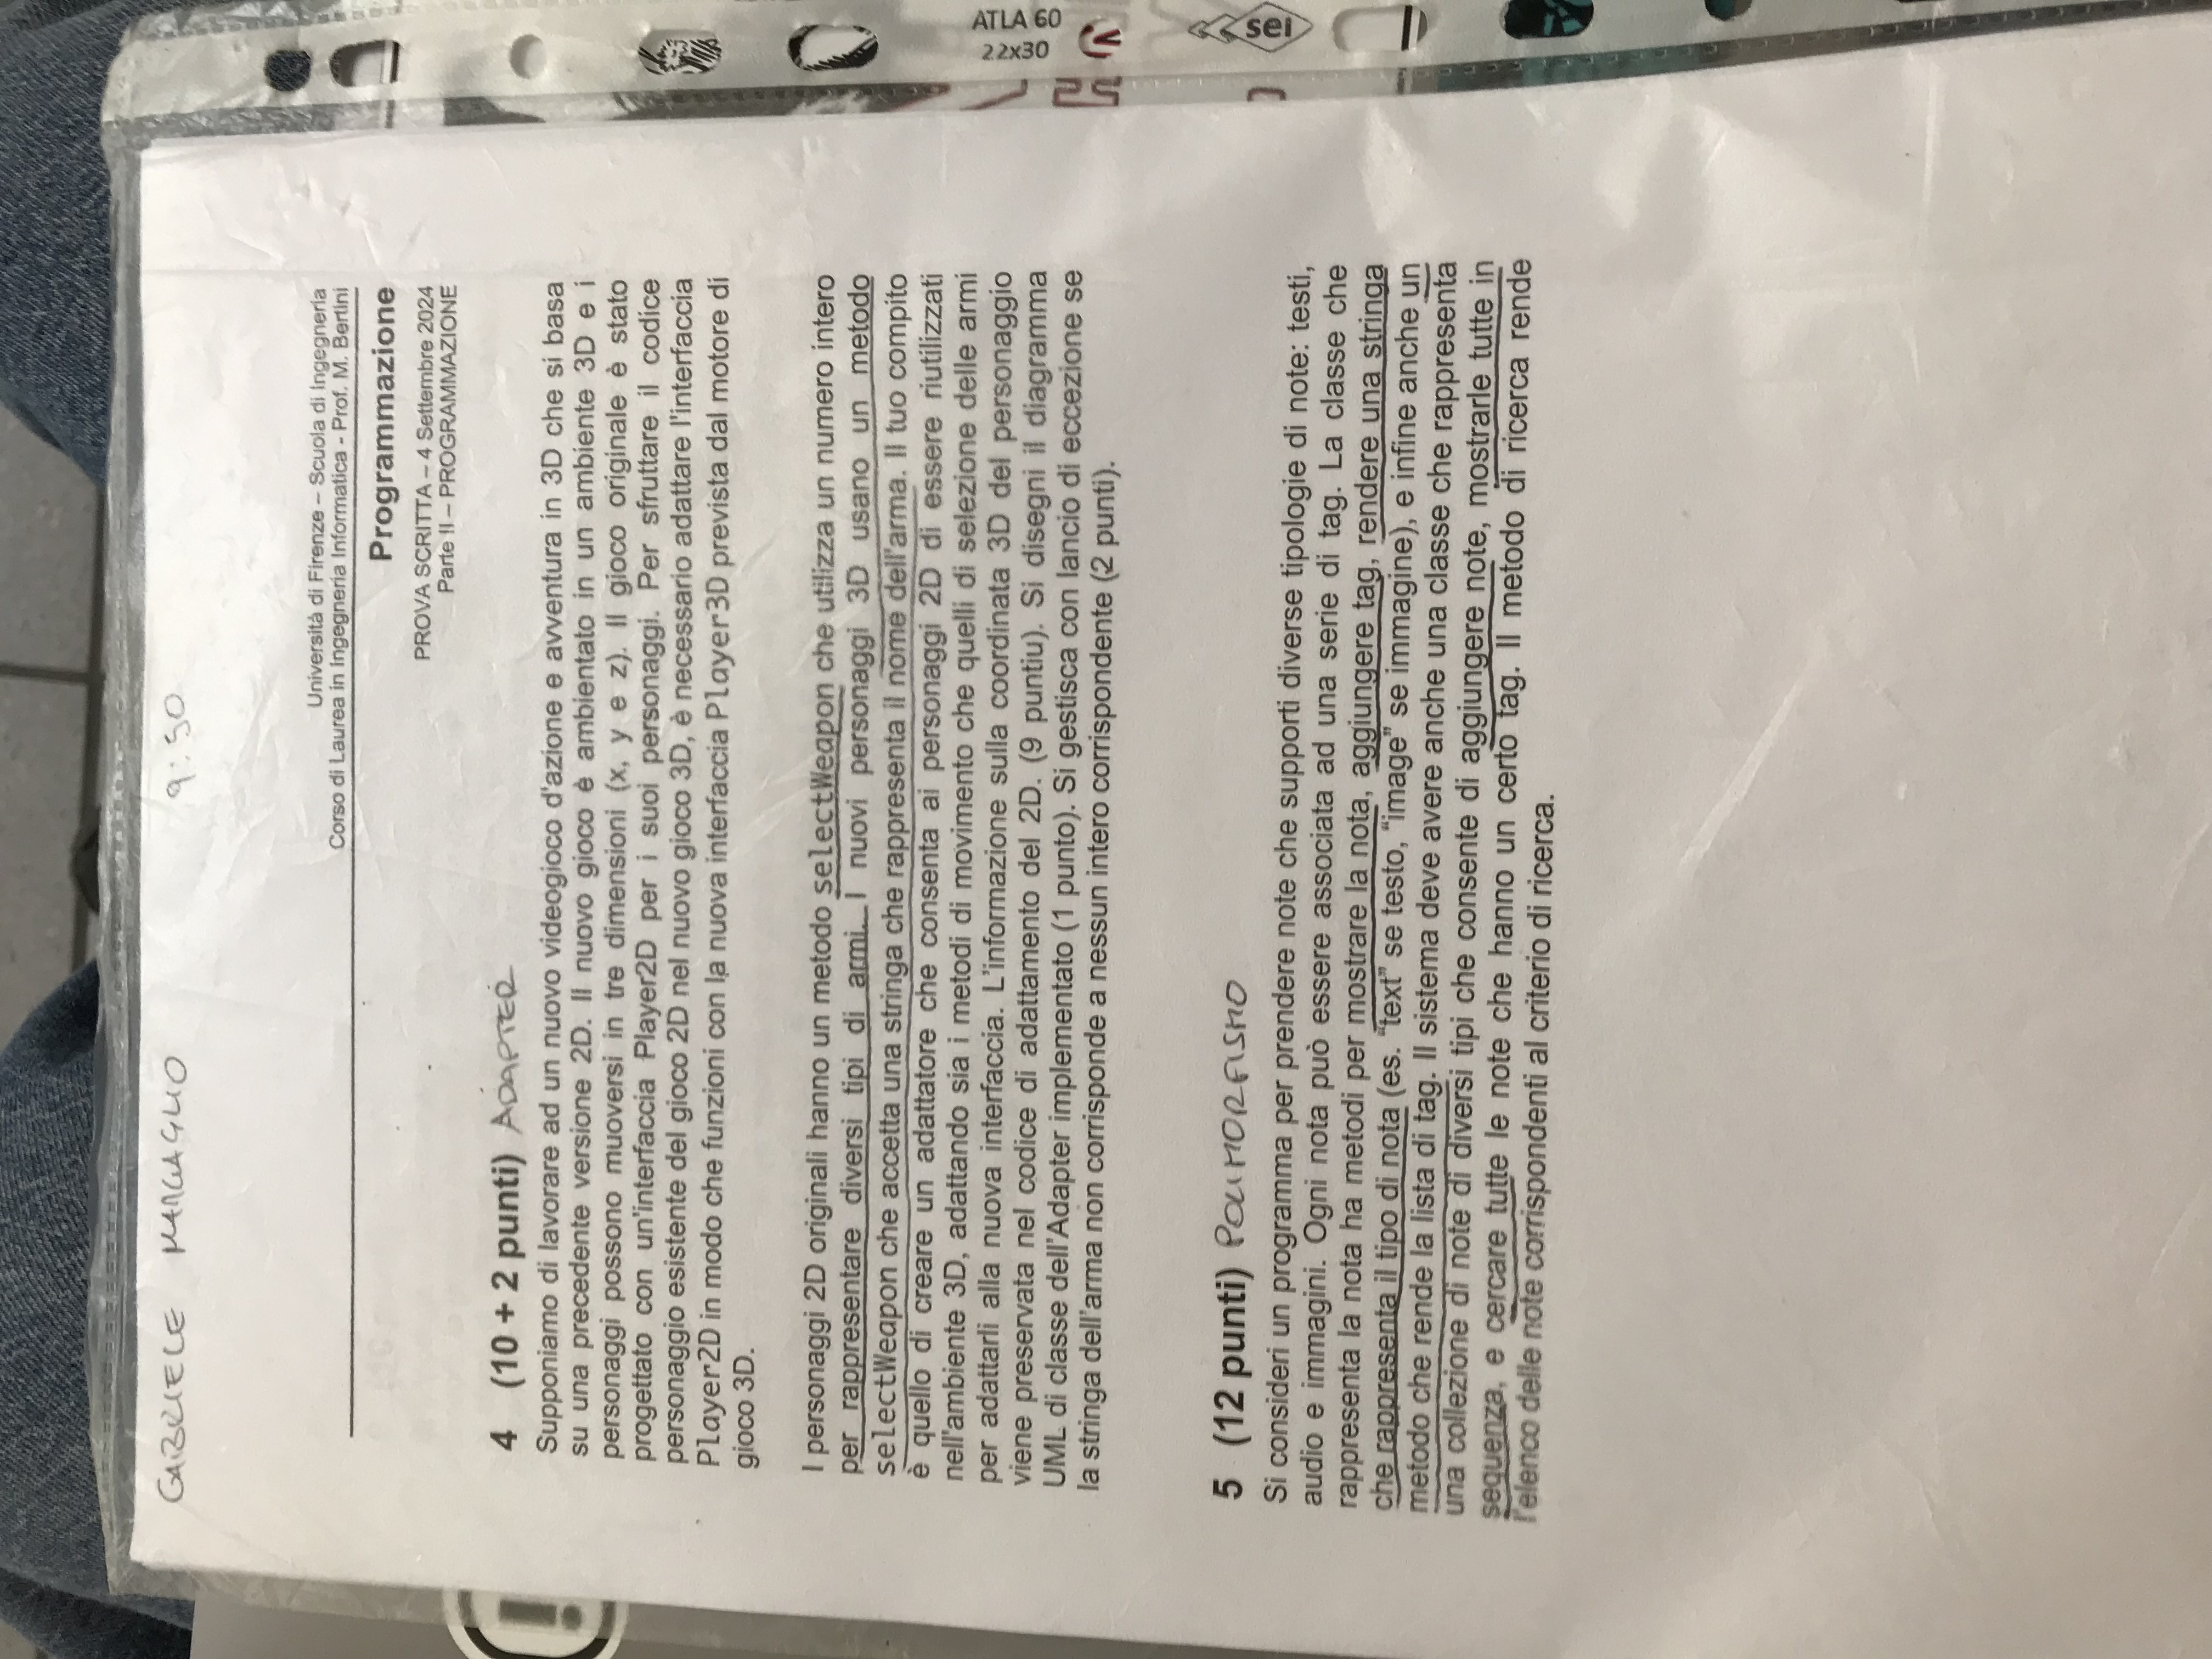 GABRIELE MARGAGLIO 9:50
Università di Firenze – Scuola di Ingegneria
Corso di Laurea in Ingegneria Informatica - Prof. M. Bertini
Programmazione
PROVA SCRITTA – 4 Settembre 2024
Parte II – PROGRAMMAZIONE
4 (10 + 2 punti) ADAPTER
Supponiamo di lavorare ad un nuovo videogioco d'azione e avventura in 3D che si basa
su una precedente versione 2D. Il nuovo gioco è ambientato in un ambiente 3D e i
personaggi possono muoversi in tre dimensioni (x, y e z). Il gioco originale è stato
progettato con un'interfaccia Player2D per i suoi personaggi. Per sfruttare il codice
personaggio esistente del gioco 2D nel nuovo gioco 3D, è necessario adattare l'interfaccia
Player2D in modo che funzioni con la nuova interfaccia Player3D prevista dal motore di
gioco 3D.
I personaggi 2D originali hanno un metodo selectWeapon che utilizza un numero intero
per rappresentare diversi tipi di armi. I nuovi personaggi 3D usano un metodo
selectWeapon che accetta una stringa che rappresenta il nome dell'arma. Il tuo compito
è quello di creare un adattatore che consenta ai personaggi 2D di essere riutilizzati
nell'ambiente 3D, adattando sia i metodi di movimento che quelli di selezione delle armi
per adattarli alla nuova interfaccia. L'informazione sulla coordinata 3D del personaggio
viene preservata nel codice di adattamento del 2D. (9 puntiu). Si disegni il diagramma
UML di classe dell'Adapter implementato (1 punto). Si gestisca con lancio di eccezione se
la stringa dell'arma non corrisponde a nessun intero corrispondente (2 punti).
5 (12 punti) POLIMORFISMO
Si consideri un programma per prendere note che supporti diverse tipologie di note: testi,
audio e immagini. Ogni nota può essere associata ad una serie di tag. La classe che
rappresenta la nota ha metodi per mostrare la nota, aggiungere tag, rendere una stringa
che rappresenta il tipo di nota (es. “text” se testo, “image” se immagine), e infine anche un
metodo che rende la lista di tag. Il sistema deve avere anche una classe che rappresenta
una collezione di note di diversi tipi che consente di aggiungere note, mostrarle tutte in
sequenza, e cercare tutte le note che hanno un certo tag. Il metodo di ricerca rende
l'elenco delle note corrispondenti al criterio di ricerca.
ATLA 60
22x30
sei